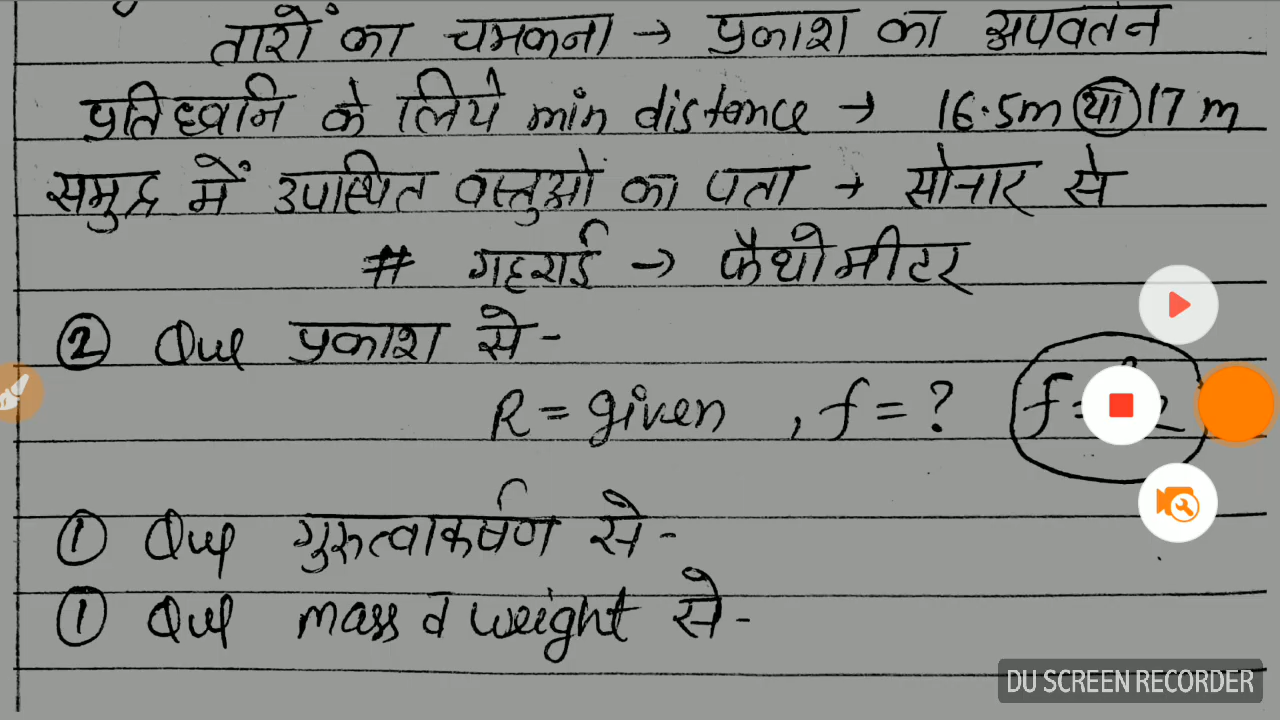 तारों का चमकना → प्रकाश का अपवर्तन
प्रतिध्वनि के लिये min distance → 16.5m या 17 m
समुद्र में उपस्थित वस्तुओं का पता → सोनार से
# गहराई → फैथोमीटर
② Que प्रकाश से -
R = given , f = ? f =
① Que गुरुत्वाकर्षण से -
① Que mass व weight से -
DU SCREEN RECORDER